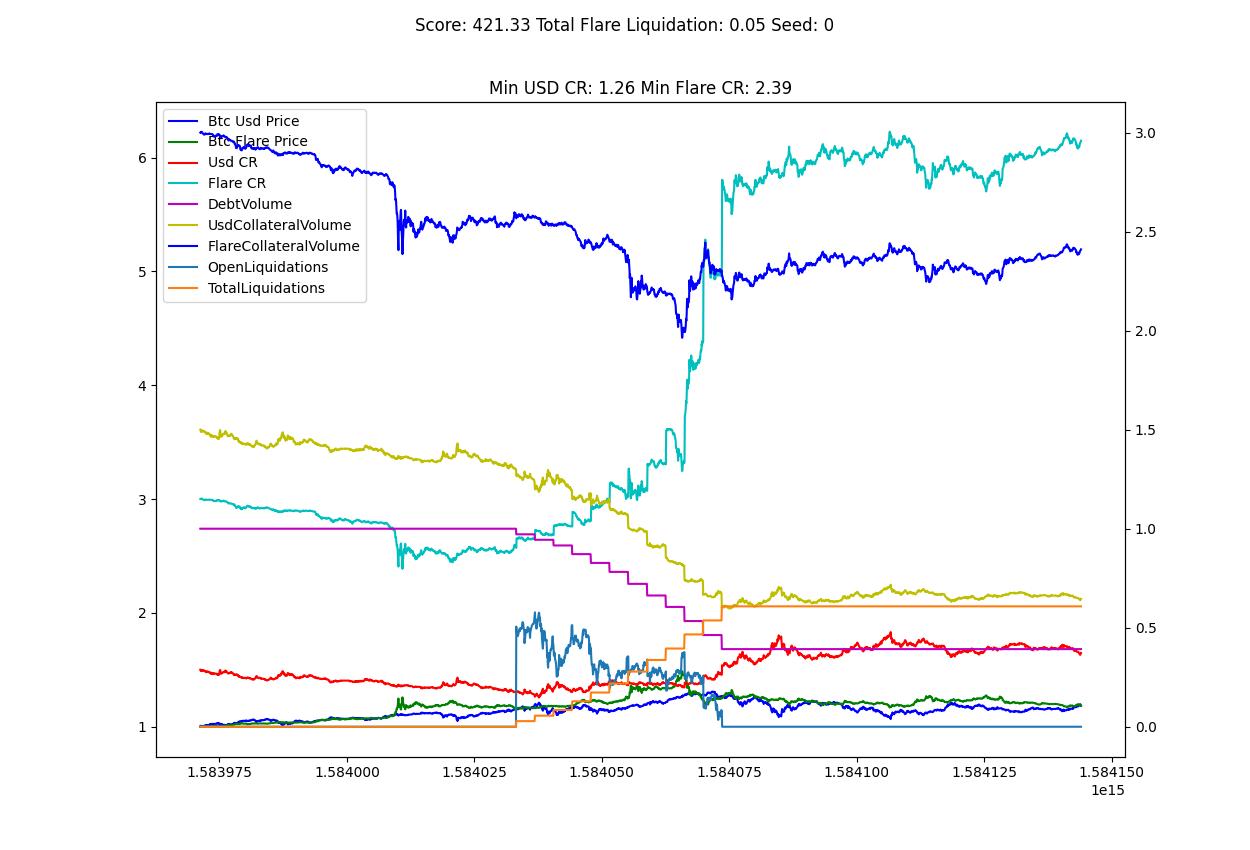 Score: 421.33 Total Flare Liquidation: 0.05 Seed: 0
Min USD CR: 1.26 Min Flare CR: 2.39
Btc Usd Price
Btc Flare Price
Usd CR
Flare CR
DebtVolume
UsdCollateralVolume
FlareCollateralVolume
OpenLiquidations
TotalLiquidations
6
5
4
3
2
1
3.0
2.5
2.0
1.5
1.0
0.5
0.0
1.583975 1.584000 1.584025 1.584050 1.584075 1.584100 1.584125 1.584150
1e15